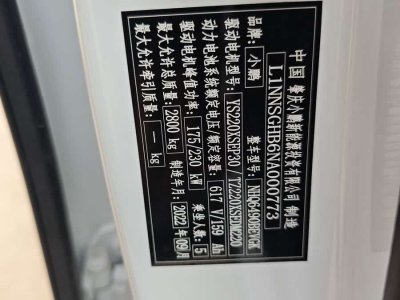 中国 肇庆小鹏新能源投资有限公司 制造
L1NNSGHB6NA000773
品牌：小鹏 整车型号：NHQ6490BEVGK
驱动电机型号：YS220XSEP30/TZ220XSFDM220
动力电池系统额定电压/额定容量：617 V/159 Ah
驱动电机峰值功率：175/230 kW 乘坐人数：5
最大允许总质量：2800 kg 制造年月：2022年09月
最大允许牵引质量：— kg